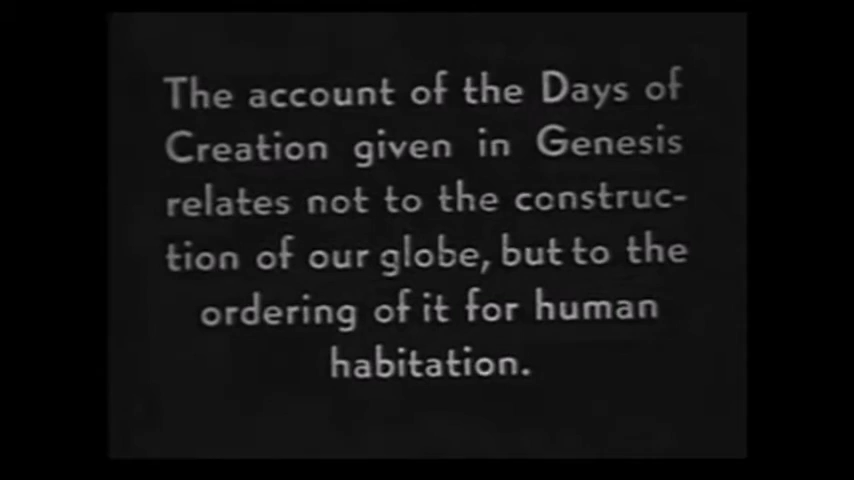 The account of the Days of
Creation given in Genesis
relates not to the construc-
tion of our globe, but to the
ordering of it for human
habitation.